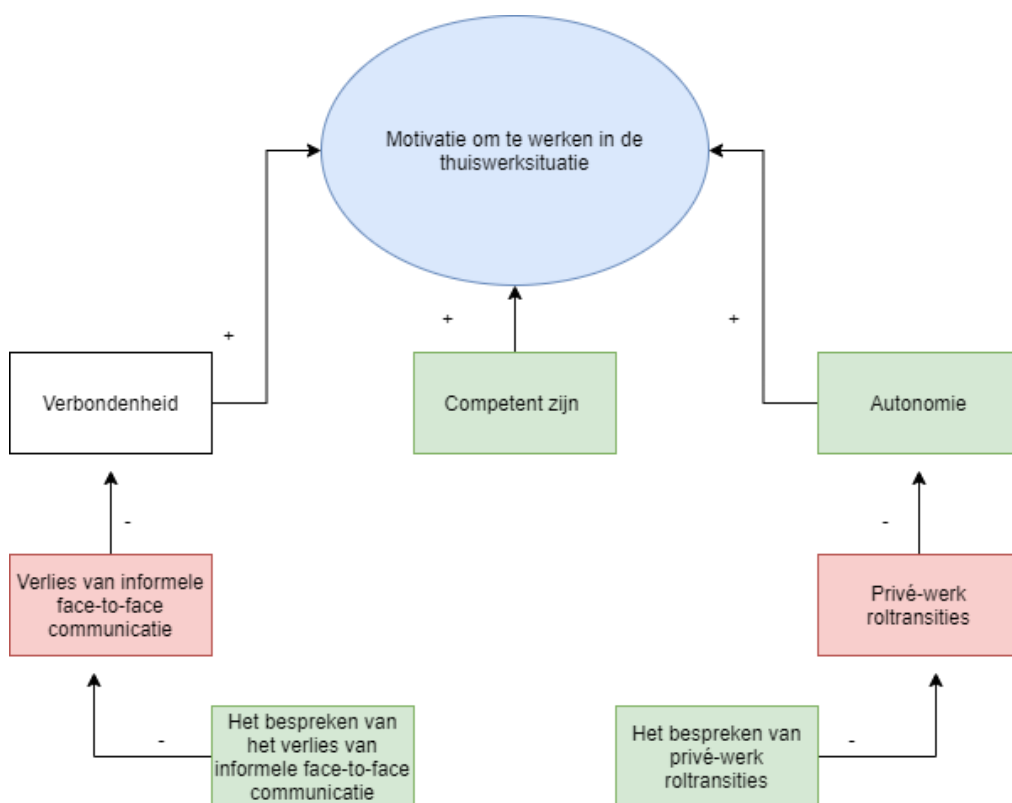 Motivatie om te werken in de
thuiswerksituatie
+
+
+
Verbondenheid
Competent zijn
Autonomie
-
-
Verlies van informele
face-to-face
communicatie
Privé-werk
roltransities
-
-
Het bespreken van
het verlies van
informele face-to-face
communicatie
Het bespreken van
privé-werk
roltransities